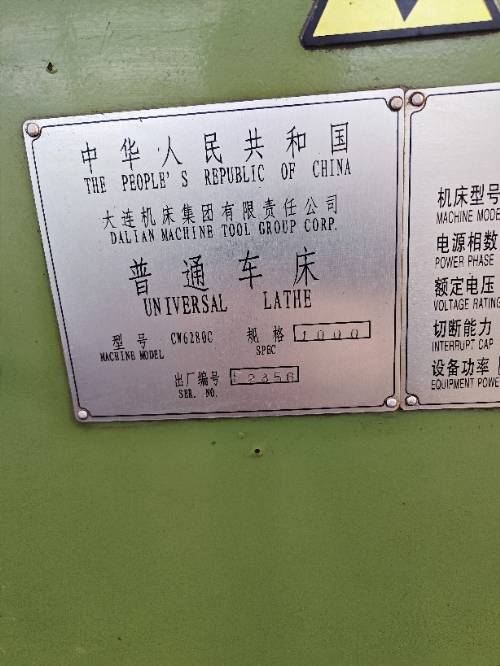 中华人民共和国
THE PEOPLE'S REPUBLIC OF CHINA
大连机床集团有限责任公司
DALIAN MACHINE TOOL GROUP CORP.
普通车床
UNIVERSAL LATHE
型号 CW6280C 规格 1000
MACHINE MODEL SPEC
出厂编号
SER. NO.
机床型号
MACHINE MODE
电源相数
POWER PHASE
额定电压
VOLTAGE RATING
切断能力
INTERRUPT CAP
设备功率
EQUIPMENT POWE